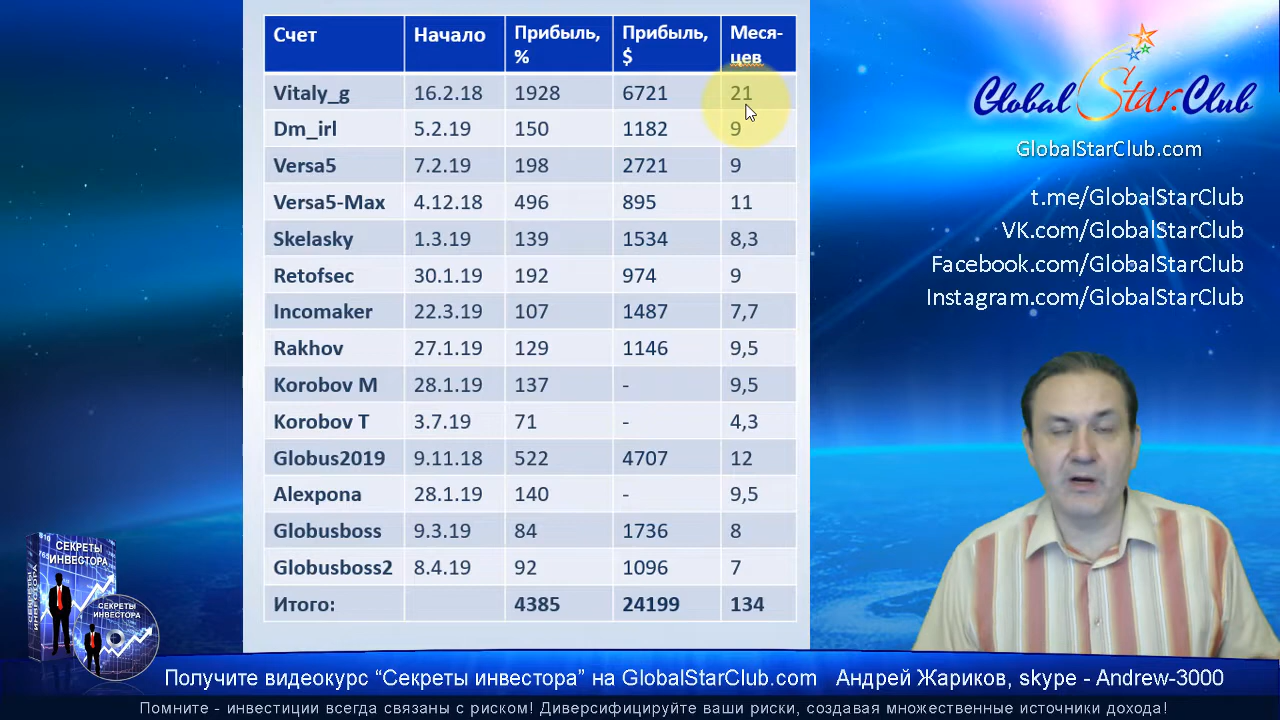 Счет Начало Прибыль, % Прибыль, $ Меся-цев
Vitaly_g 16.2.18 1928 6721 21
Dm_irl 5.2.19 150 1182 9
Versa5 7.2.19 198 2721 9
Versa5-Max 4.12.18 496 895 11
Skelasky 1.3.19 139 1534 8,3
Retofsec 30.1.19 192 974 9
Incomaker 22.3.19 107 1487 7,7
Rakhov 27.1.19 129 1146 9,5
Korobov M 28.1.19 137 - 9,5
Korobov T 3.7.19 71 - 4,3
Globus2019 9.11.18 522 4707 12
Alexpona 28.1.19 140 - 9,5
Globusboss 9.3.19 84 1736 8
Globusboss2 8.4.19 92 1096 7
Итого: 4385 24199 134
Global Star.Club
GlobalStarClub.com
t.me/GlobalStarClub
VK.com/GlobalStarClub
Facebook.com/GlobalStarClub
Instagram.com/GlobalStarClub
СЕКРЕТЫ
ИНВЕСТОРА
СЕКРЕТЫ ИНВЕСТОРА
СЕКРЕТЫ
ИНВЕСТОРА
Получите видеокурс “Секреты инвестора” на GlobalStarClub.com Андрей Жариков, skype - Andrew-3000
Помните - инвестиции всегда связаны с риском! Диверсифицируйте ваши риски, создавая множественные источники дохода!